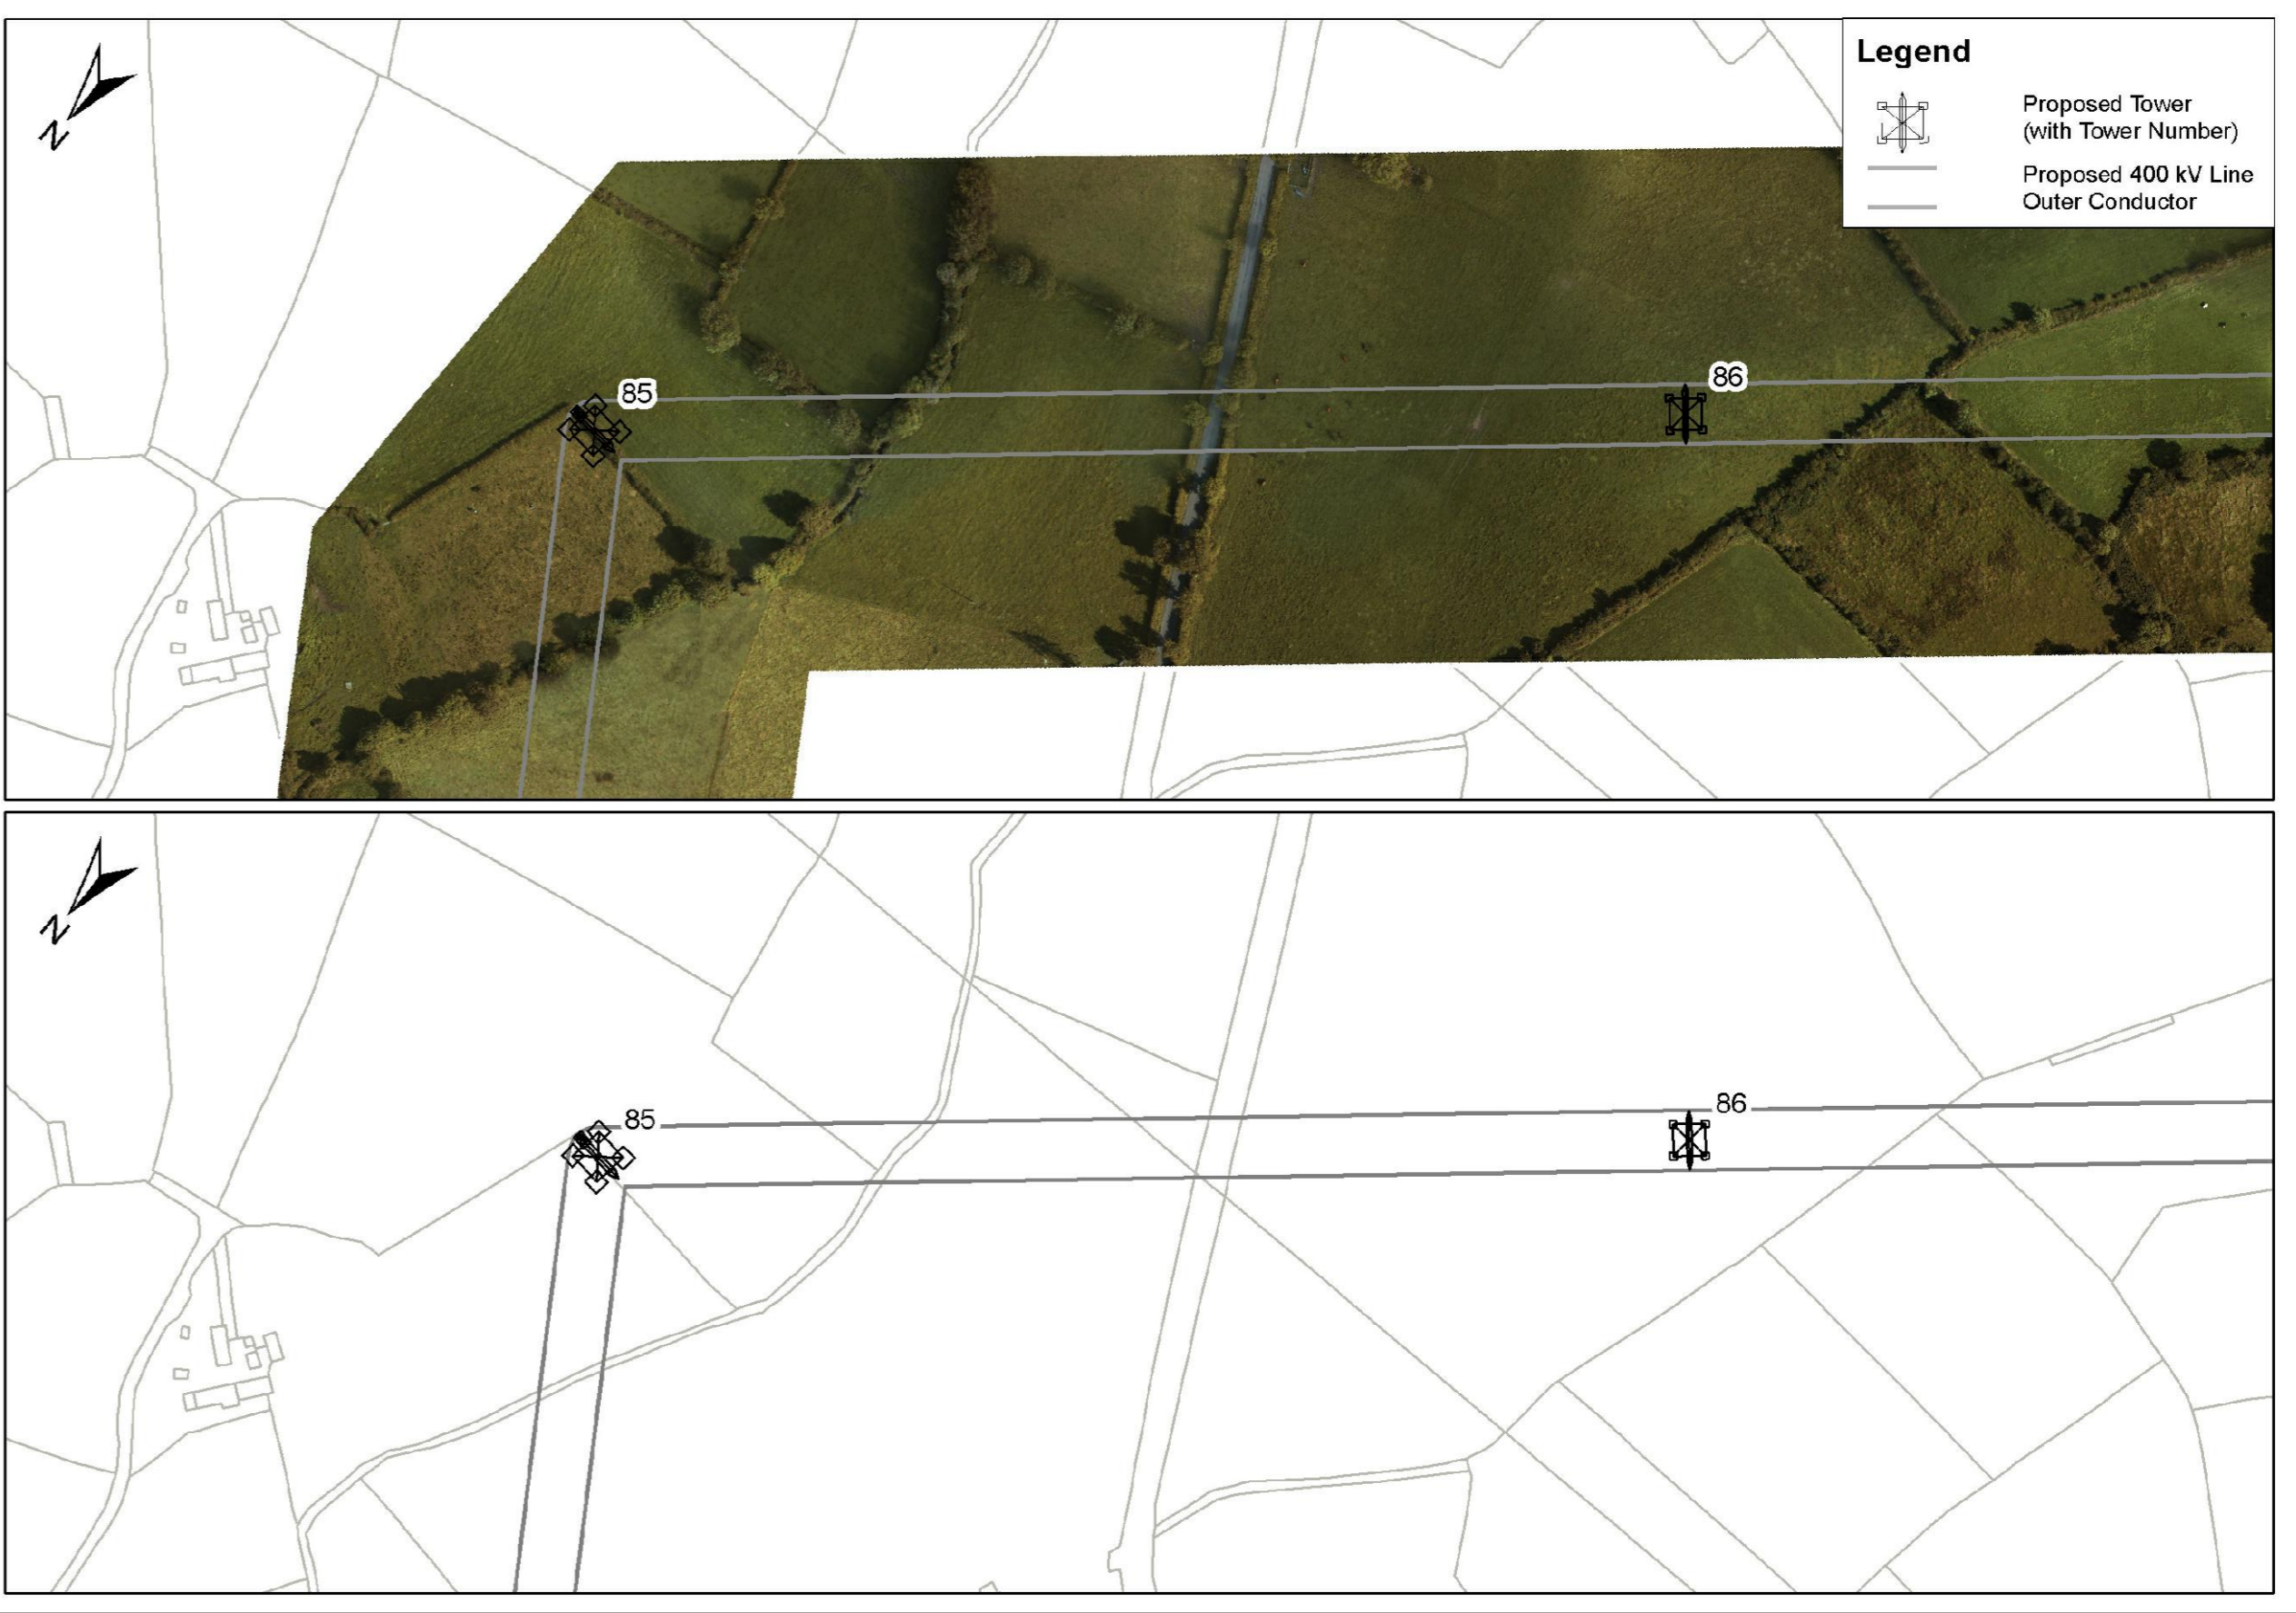 N
Legend
Proposed Tower
(with Tower Number)
Proposed 400 kV Line
Outer Conductor
85
86
N
85
86